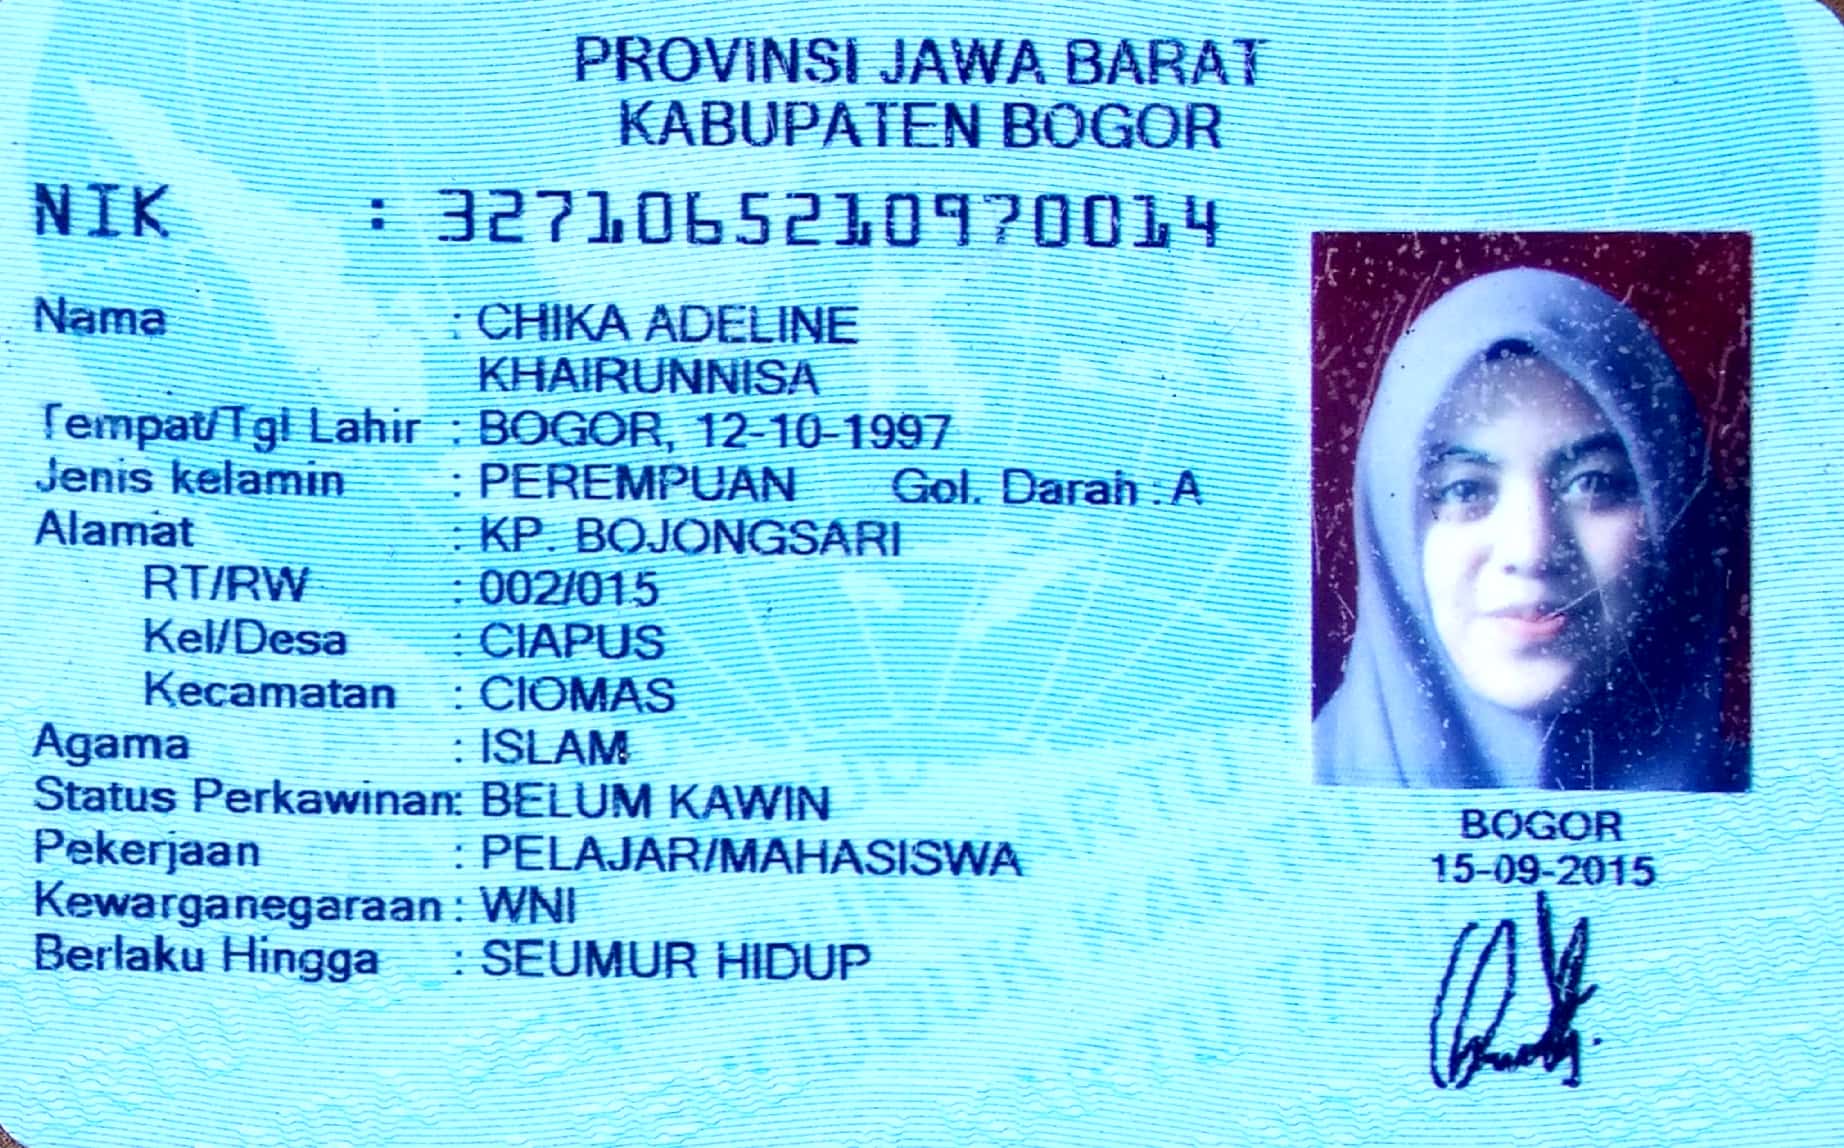 PROVINSI JAWA BARAT
KABUPATEN BOGOR
NIK : 3271065210970014
Nama : CHIKA ADELINE
KHAIRUNNISA
Tempat/Tgl Lahir : BOGOR, 12-10-1997
Jenis kelamin : PEREMPUAN Gol. Darah : A
Alamat : KP. BOJONGSARI
RT/RW : 002/015
Kel/Desa : CIAPUS
Kecamatan : CIOMAS
Agama : ISLAM
Status Perkawinan: BELUM KAWIN
Pekerjaan : PELAJAR/MAHASISWA
Kewarganegaraan : WNI
Berlaku Hingga : SEUMUR HIDUP
BOGOR
15-09-2015